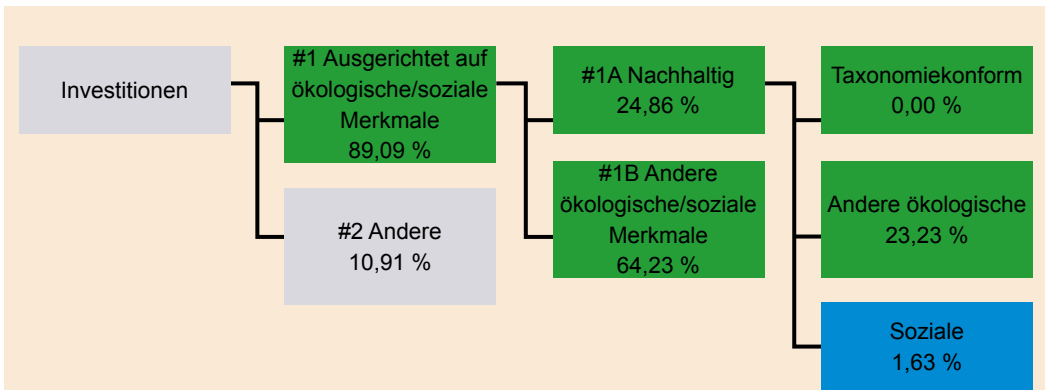 Investitionen
#1 Ausgerichtet auf
ökologische/soziale
Merkmale
89,09 %
#2 Andere
10,91 %
#1A Nachhaltig
24,86 %
#1B Andere
ökologische/soziale
Merkmale
64,23 %
Taxonomiekonform
0,00 %
Andere ökologische
23,23 %
Soziale
1,63 %